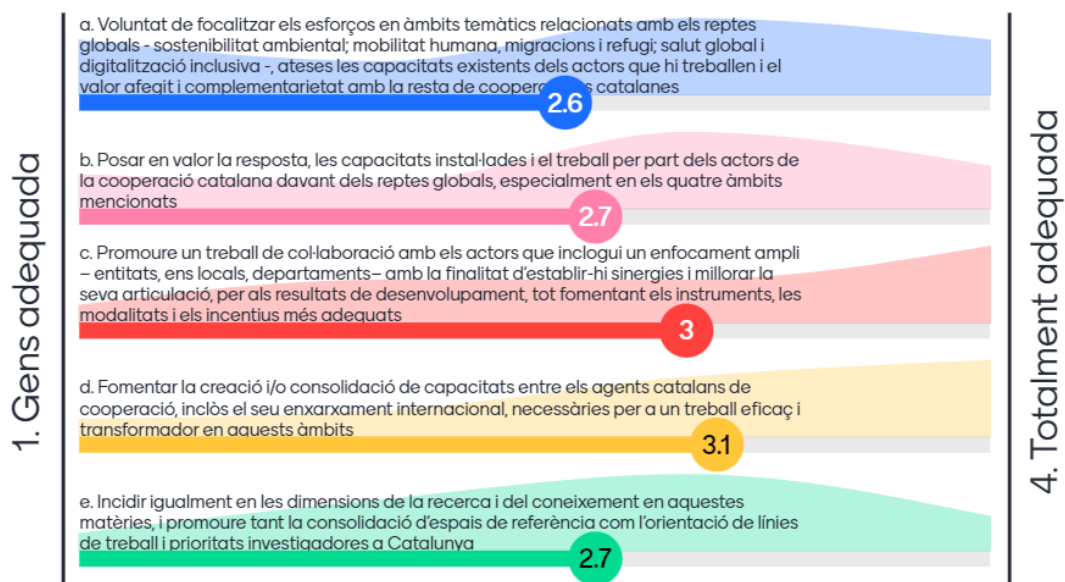 1. Gens adequada
a. Voluntat de focalitzar els esforços en àmbits temàtics relacionats amb els reptes
globals - sostenibilitat ambiental; mobilitat humana, migracions i refugi; salut global i
digitalització inclusiva -, ateses les capacitats existents dels actors que hi treballen i el
valor afegit i complementarietat amb la resta de cooper s catalanes
2.6
b. Posar en valor la resposta, les capacitats instal·lades i el treball per part dels actors de
la cooperació catalana davant dels reptes globals, especialment en els quatre àmbits
mencionats
2.7
c. Promoure un treball de col·laboració amb els actors que inclogui un enfocament ampli
– entitats, ens locals, departaments– amb la finalitat d'establir-hi sinergies i millorar la
seva articulació, per als resultats de desenvolupament, tot fomentant els instruments, les
modalitats i els incentius més adequats
3
d. Fomentar la creació i/o consolidació de capacitats entre els agents catalans de
cooperació, inclòs el seu enxarxament internacional, necessàries per a un treball eficaç i
transformador en aquests àmbits
3.1
e. Incidir igualment en les dimensions de la recerca i del coneixement en aquestes
matèries, i promoure tant la consolidació d'espais de referència com l'orientació de línies
de treball i prioritats investigadores a Catalunya
2.7
4. Totalment adequada